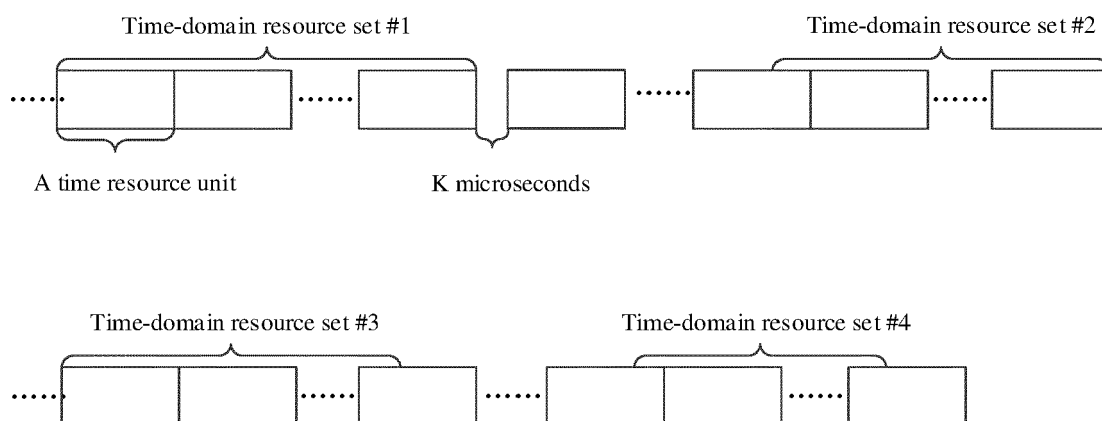 Time-domain resource set #1
Time-domain resource set #2
A time resource unit
K microseconds
Time-domain resource set #3
Time-domain resource set #4